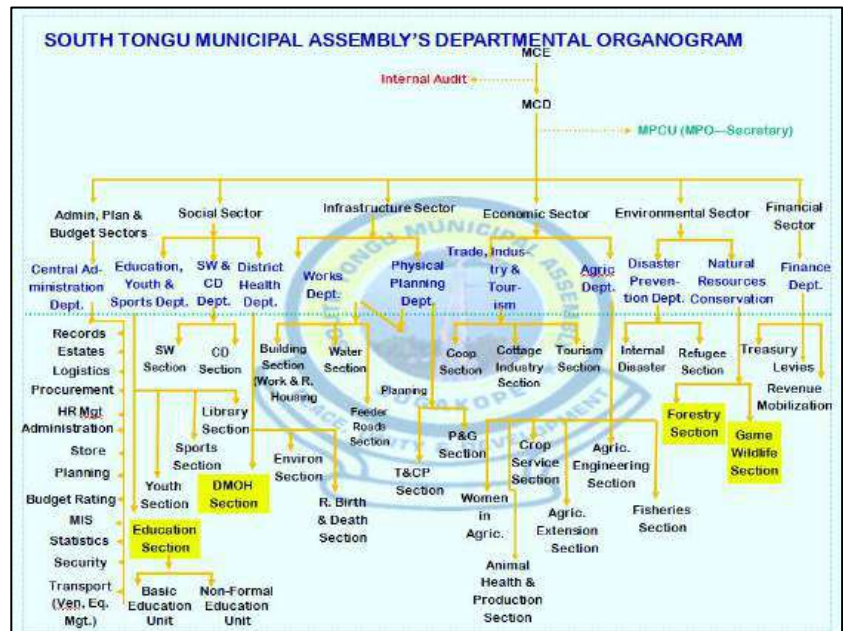 SOUTH TONGU MUNICIPAL ASSEMBLY'S DEPARTMENTAL ORGANOGRAM
MCE
Internal Audit
MCD
MPCU (MPO—Secretary)
Admin, Plan &
Budget Sectors
Social Sector
Infrastructure Sector
Economic Sector
Environmental Sector
Financial
Sector
Central Ad-
ministration
Dept.
Education,
Youth &
Sports Dept.
SW &
CD
Dept.
District
Health
Dept.
Works
Dept.
Physical
Planning
Dept
Trade, Indus-
try &
Tour-
ism
Agric
Dept.
Disaster
Preven-
tion Dept.
Natural
Resources
Conservation
Finance
Dept.
Records
Estates
Logistics
Procurement
HR Mgt
Administration
Store
Planning
Budget Rating
MIS
Statistics
Security
Transport
(Ven, Eq.
Mgt.)
SW
Section
CD
Section
Library
Section
Sports
Section
Youth
Section
Education
Section
Basic
Education
Unit
Non-Formal
Education
Unit
DMOH
Section
Environ
Section
R. Birth
& Death
Section
Building
Section
(Work & R.
Housing
Water
Section
Feeder
Roads
Section
Planning
T&CP
Section
P&G
Section
Coop
Section
Cottage
Industry
Section
Tourism
Section
Women
in
Agric.
Animal
Health &
Production
Section
Crop
Service
Section
Agric.
Extension
Section
Agric.
Engineering
Section
Fisheries
Section
Internal
Disaster
Refugee
Section
Forestry
Section
Game
Wildlife
Section
Treasury
Levies
Revenue
Mobilization